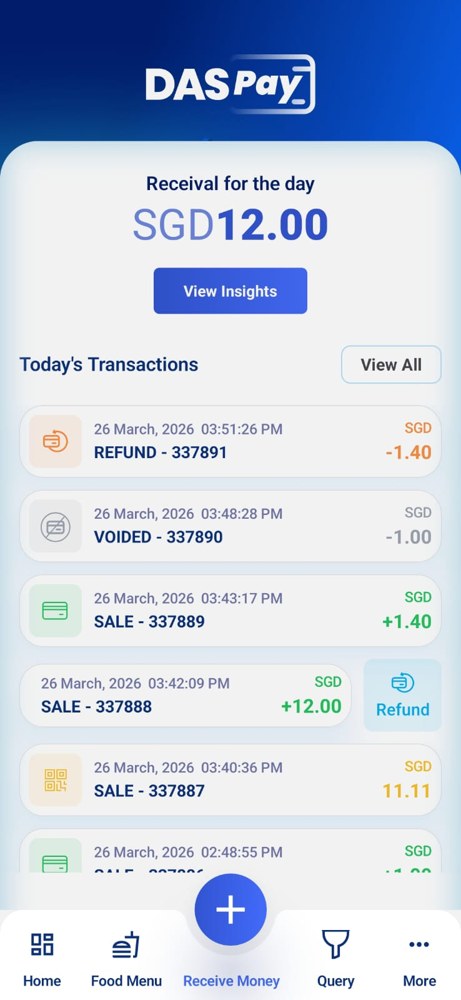 DAS Pay
Receival for the day
SGD12.00
View Insights
Today's Transactions
View All
26 March, 2026 03:51:26 PM
SGD
REFUND - 337891
-1.40
26 March, 2026 03:48:28 PM
SGD
VOIDED - 337890
-1.00
26 March, 2026 03:43:17 PM
SGD
SALE - 337889
+1.40
26 March, 2026 03:42:09 PM
SGD
SALE - 337888
+12.00
Refund
26 March, 2026 03:40:36 PM
SGD
SALE - 337887
11.11
26 March, 2026 02:48:55 PM
SGD
Home
Food Menu
Receive Money
Query
More